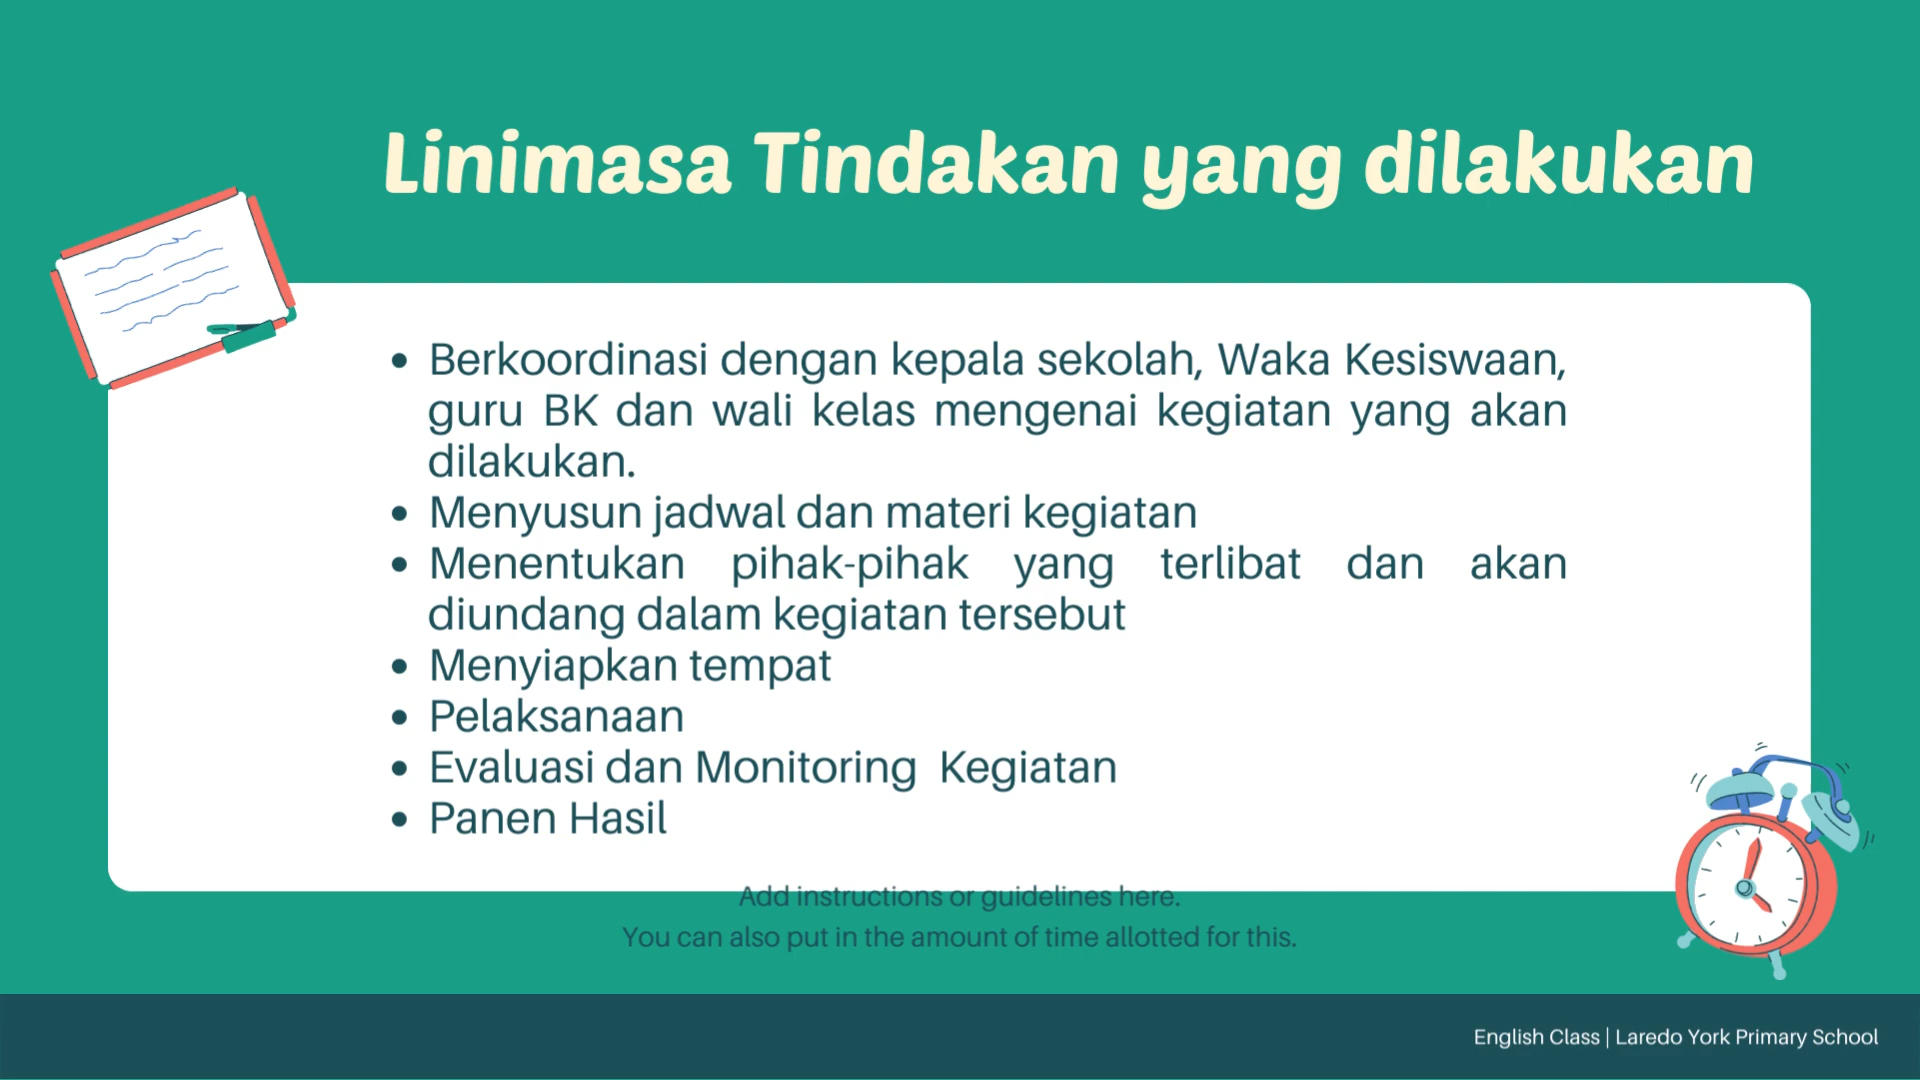 Linimasa Tindakan yang dilakukan
• Berkoordinasi dengan kepala sekolah, Waka Kesiswaan,
guru BK dan wali kelas mengenai kegiatan yang akan
dilakukan.
• Menyusun jadwal dan materi kegiatan
• Menentukan pihak-pihak yang terlibat dan akan
diundang dalam kegiatan tersebut
• Menyiapkan tempat
• Pelaksanaan
• Evaluasi dan Monitoring  Kegiatan
• Panen Hasil
Add instructions or guidelines here.
You can also put in the amount of time allotted for this.
English Class | Laredo York Primary School